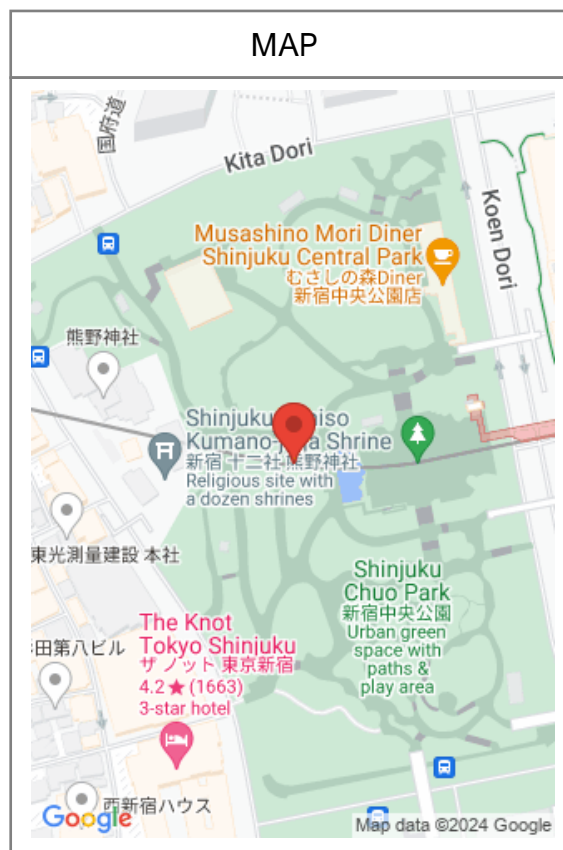 MAP
国府道
Kita Dori
Koen Dori
Musashino Mori Diner
Shinjuku Central Park
むさしの森Diner
新宿中央公園店
熊野神社
Shinjuku
Kumano
Shrine
新宿 十二社 熊野神社
Religious site with
a dozen shrines
東光測量建設 本社
Shinjuku
Chuo Park
新宿中央公園
Urban green
space with
paths &
play area
The Knot
Tokyo Shinjuku
ザ ノット 東京新宿
4.2 ★ (1663)
3-star hotel
田第八ビル
西新宿ハウス
Google
Map data ©2024 Google